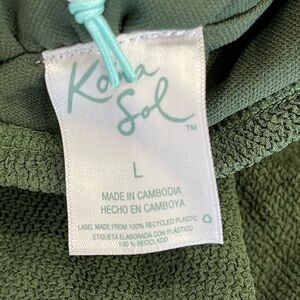 Kona
Sol
TM
L
MADE IN CAMBODIA
HECHO EN CAMBOYA
LABEL MADE FROM 100% RECYCLED PLASTIC
ETIQUETA ELABORADA CON PLÁSTICO
100 % RECICLADO